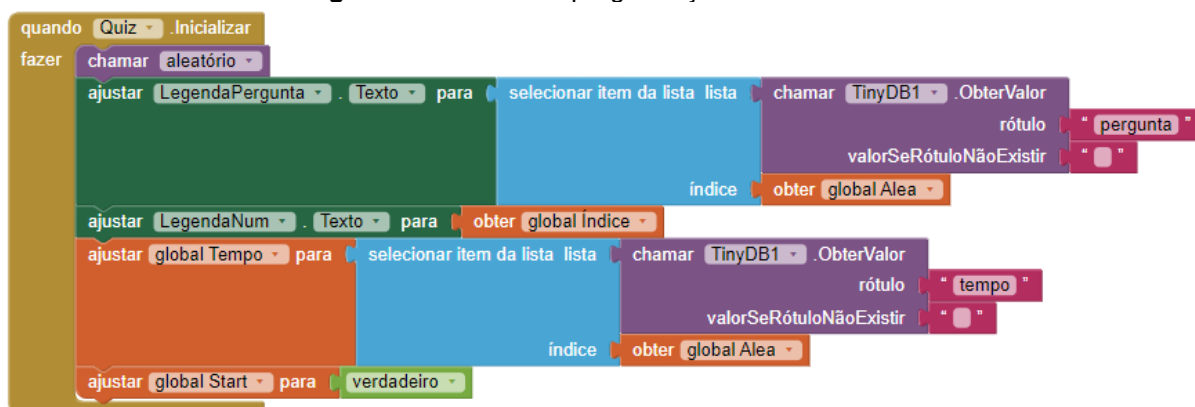 quando Quiz .Inicializar
fazer chamar aleatório
ajustar LegendaPergunta . Texto para selecionar item da lista lista chamar TinyDB1 .ObterValor
rótulo " pergunta "
valorSeRótuloNãoExistir " "
índice obter global Alea
ajustar LegendaNum . Texto para obter global Índice
ajustar global Tempo para selecionar item da lista lista chamar TinyDB1 .ObterValor
rótulo " tempo "
valorSeRótuloNãoExistir " "
índice obter global Alea
ajustar global Start para verdadeiro